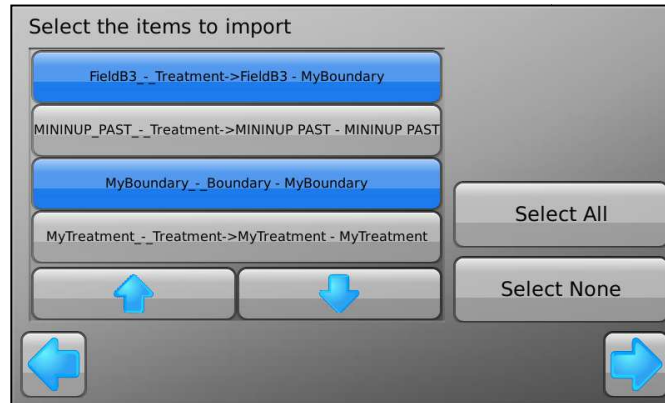 Select the items to import
FieldB3_-_Treatment->FieldB3 - MyBoundary
MININUP_PAST_-_Treatment->MININUP PAST - MININUP PAST
MyBoundary_-_Boundary - MyBoundary
MyTreatment_-_Treatment->MyTreatment - MyTreatment
Select All
Select None